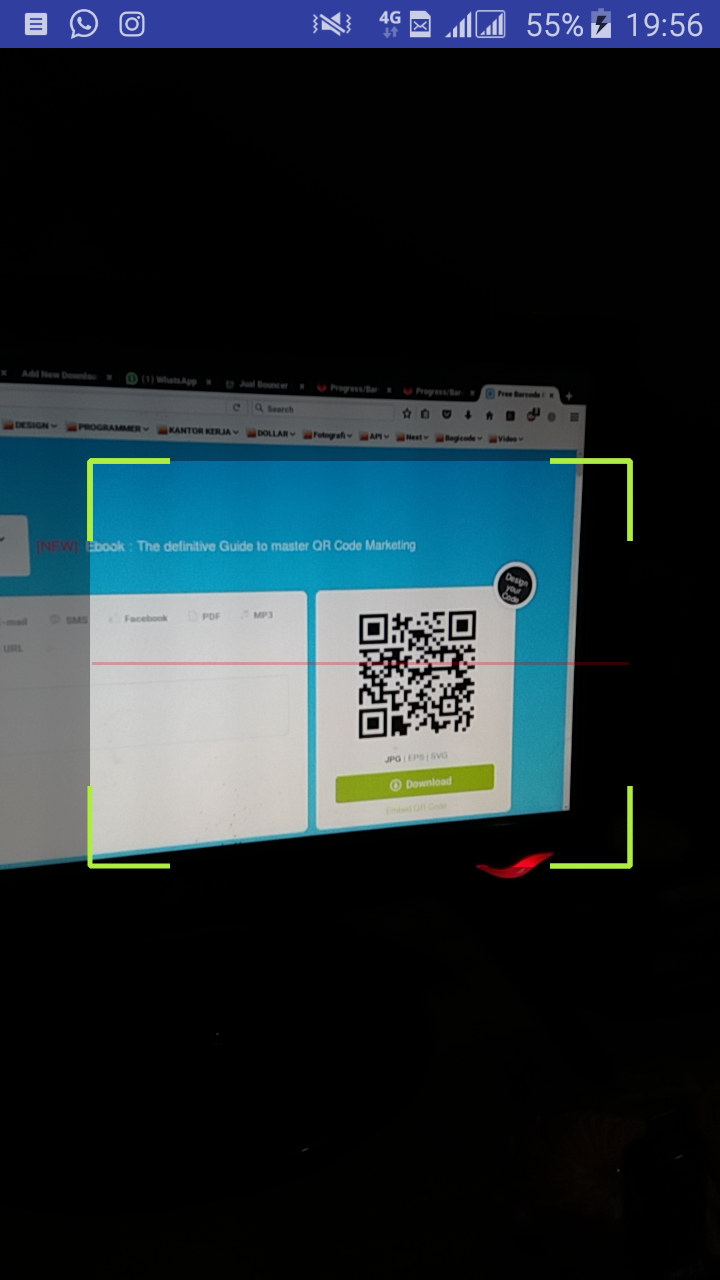 4G 55% 19:56
Add New Downloa (1) WhatsApp Jual Bouncer Progress/Bar Progress/Bar Free Barcode
Search
DESIGN PROGRAMMER KANTOR KERJA DOLLAR Fotografi API Next Bagicode Video
[NEW] Ebook : The definitive Guide to master QR Code Marketing
Design
your
Code
-mail SMS Facebook PDF MP3
URL
JPG | EPS | SVG
Download
Embed QR Code